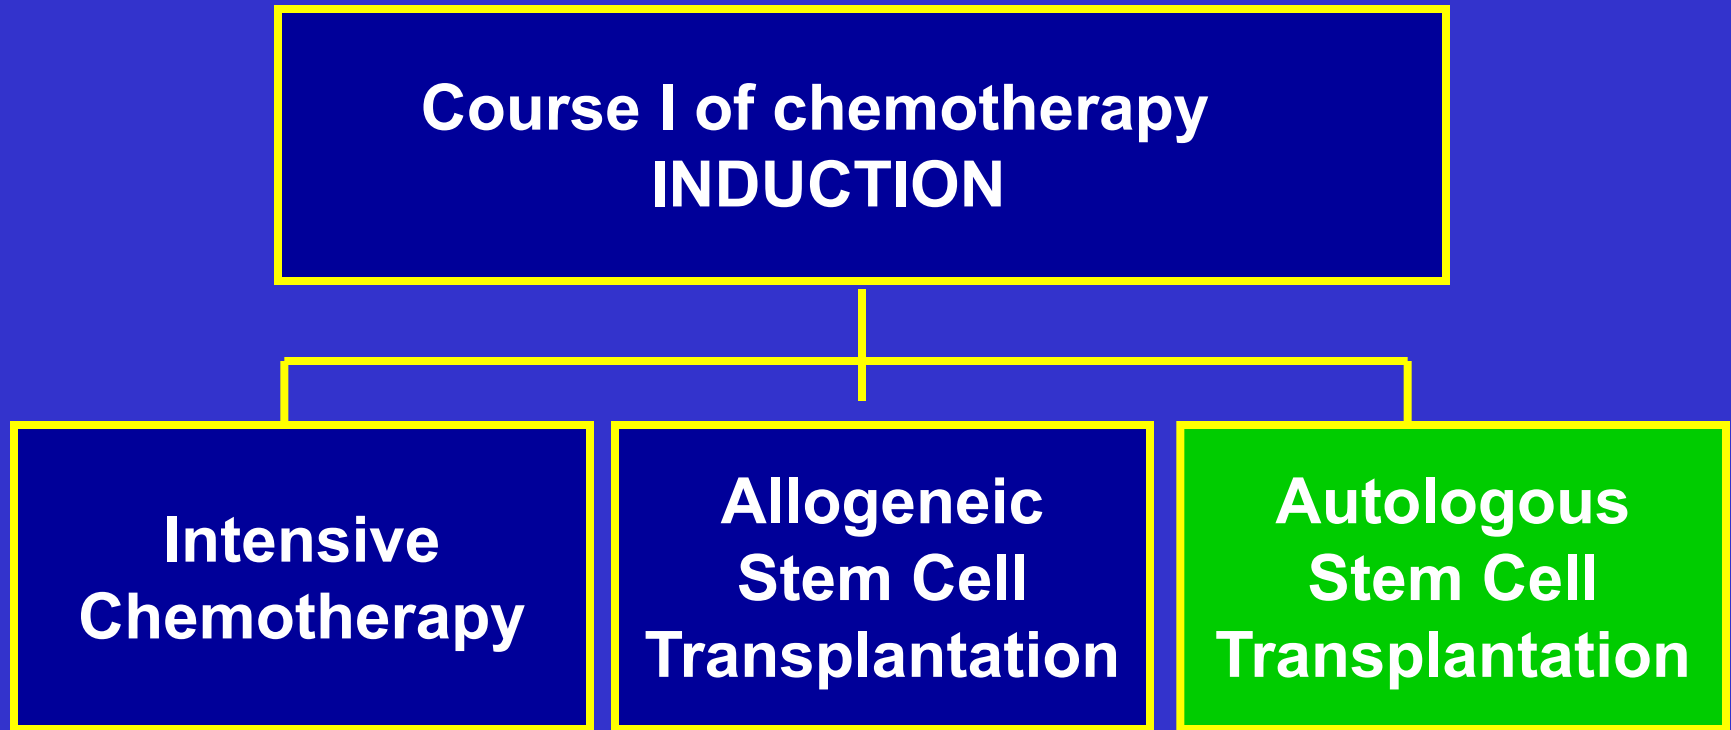 Course I of chemotherapy
INDUCTION
Intensive
Chemotherapy
Allogeneic
Stem Cell
Transplantation
Autologous
Stem Cell
Transplantation